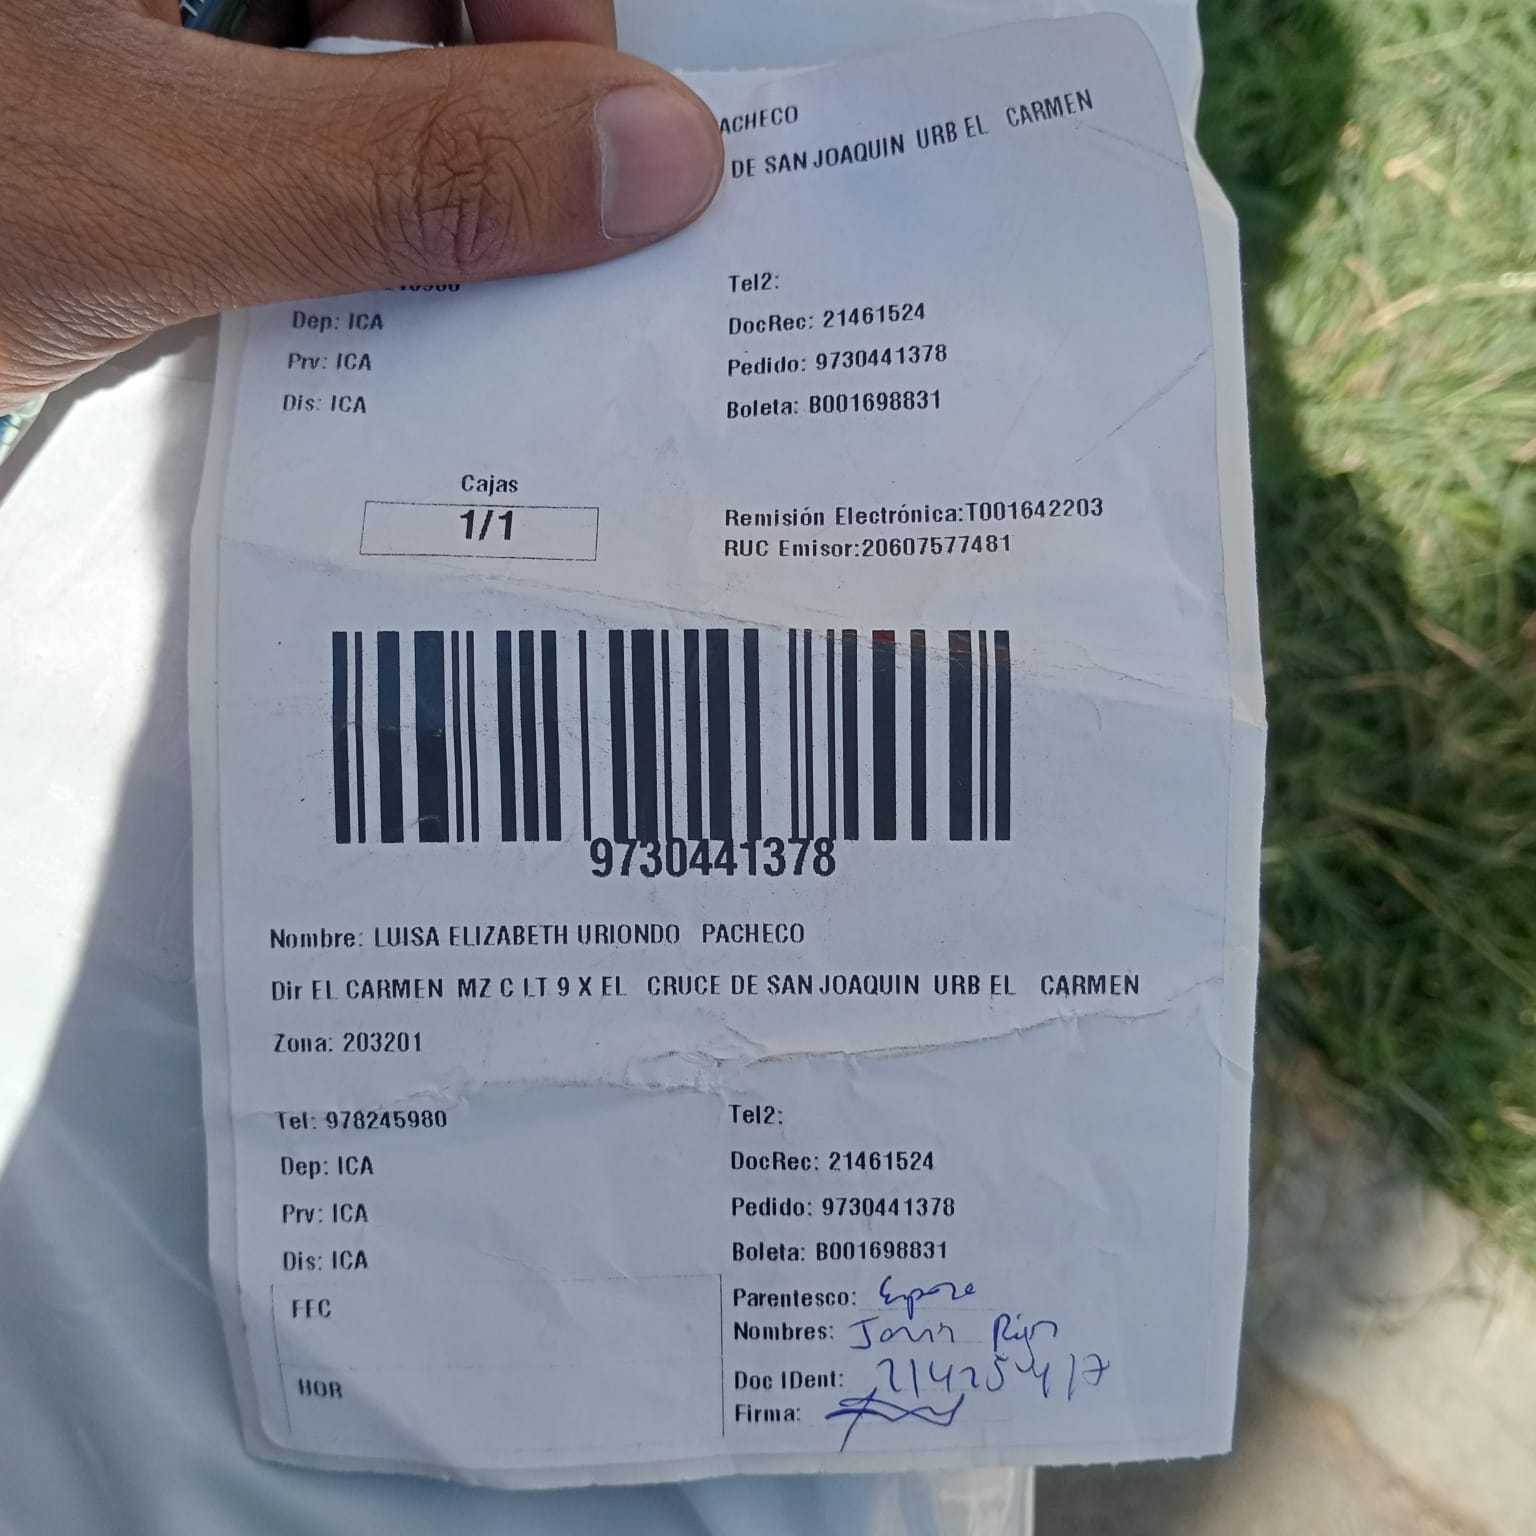 ACHECO
DE SAN JOAQUIN URB EL CARMEN
Tel2:
Dep: ICA
DocRec: 21461524
Prv: ICA
Pedido: 9730441378
Dis: ICA
Boleta: B001698831
Cajas
1/1
Remisión Electrónica:T001642203
RUC Emisor:20607577481
9730441378
Nombre: LUISA ELIZABETH URIONDO PACHECO
Dir EL CARMEN MZ C LT 9 X EL CRUCE DE SAN JOAQUIN URB EL CARMEN
Zona: 203201
Tel: 978245980
Tel2:
Dep: ICA
DocRec: 21461524
Prv: ICA
Pedido: 9730441378
Dis: ICA
Boleta: B001698831
FEC
Parentesco:
Nombres:
HOR
Doc IDent:
Firma: